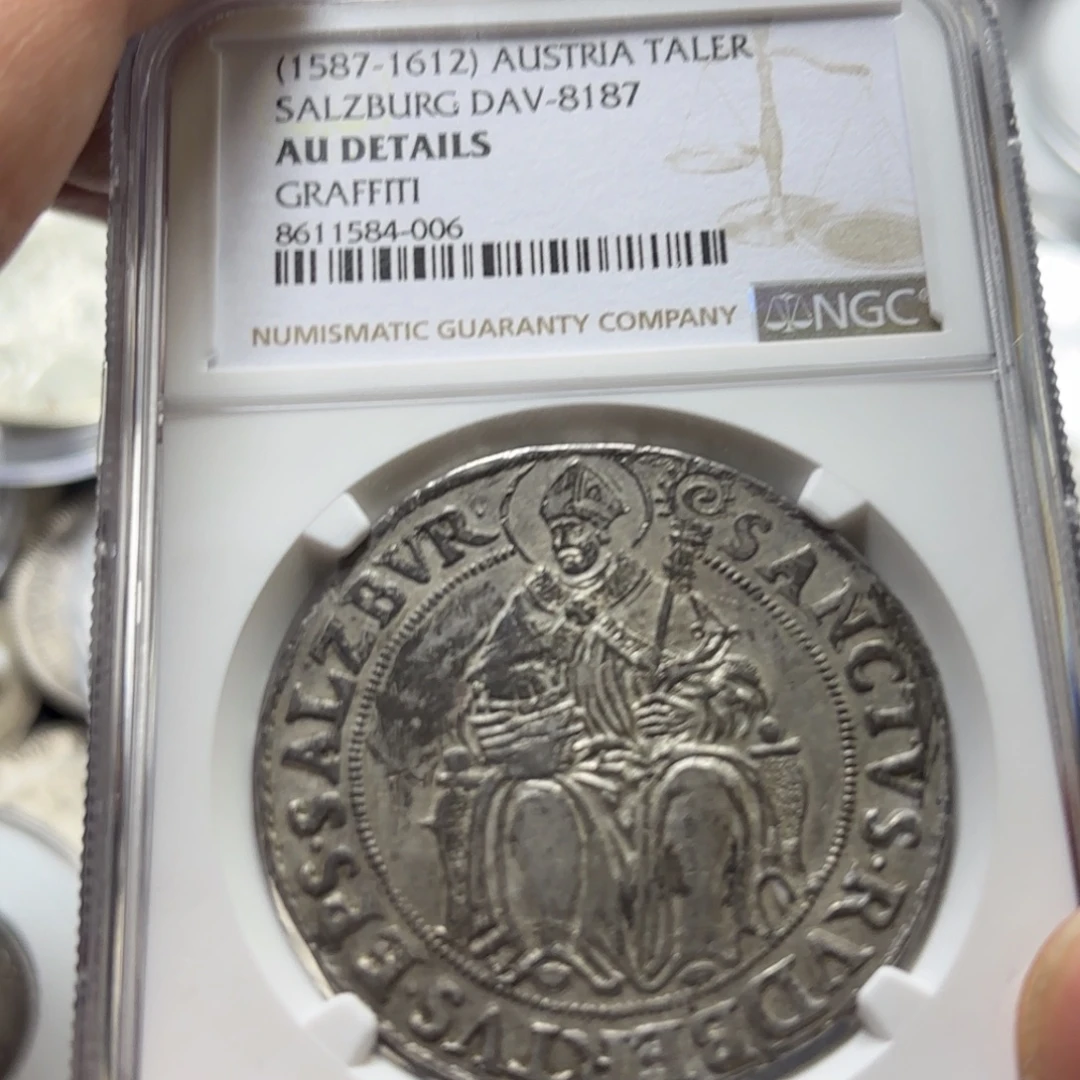 (1587-1612) AUSTRIA TALER
SALZBURG DAV-8187
AU DETAILS
GRAFFITI
8611584-006
NUMISMATIC GUARANTY COMPANY
NGC
SANCTVS·RVDBERTVS·EPS·SALZBVR·